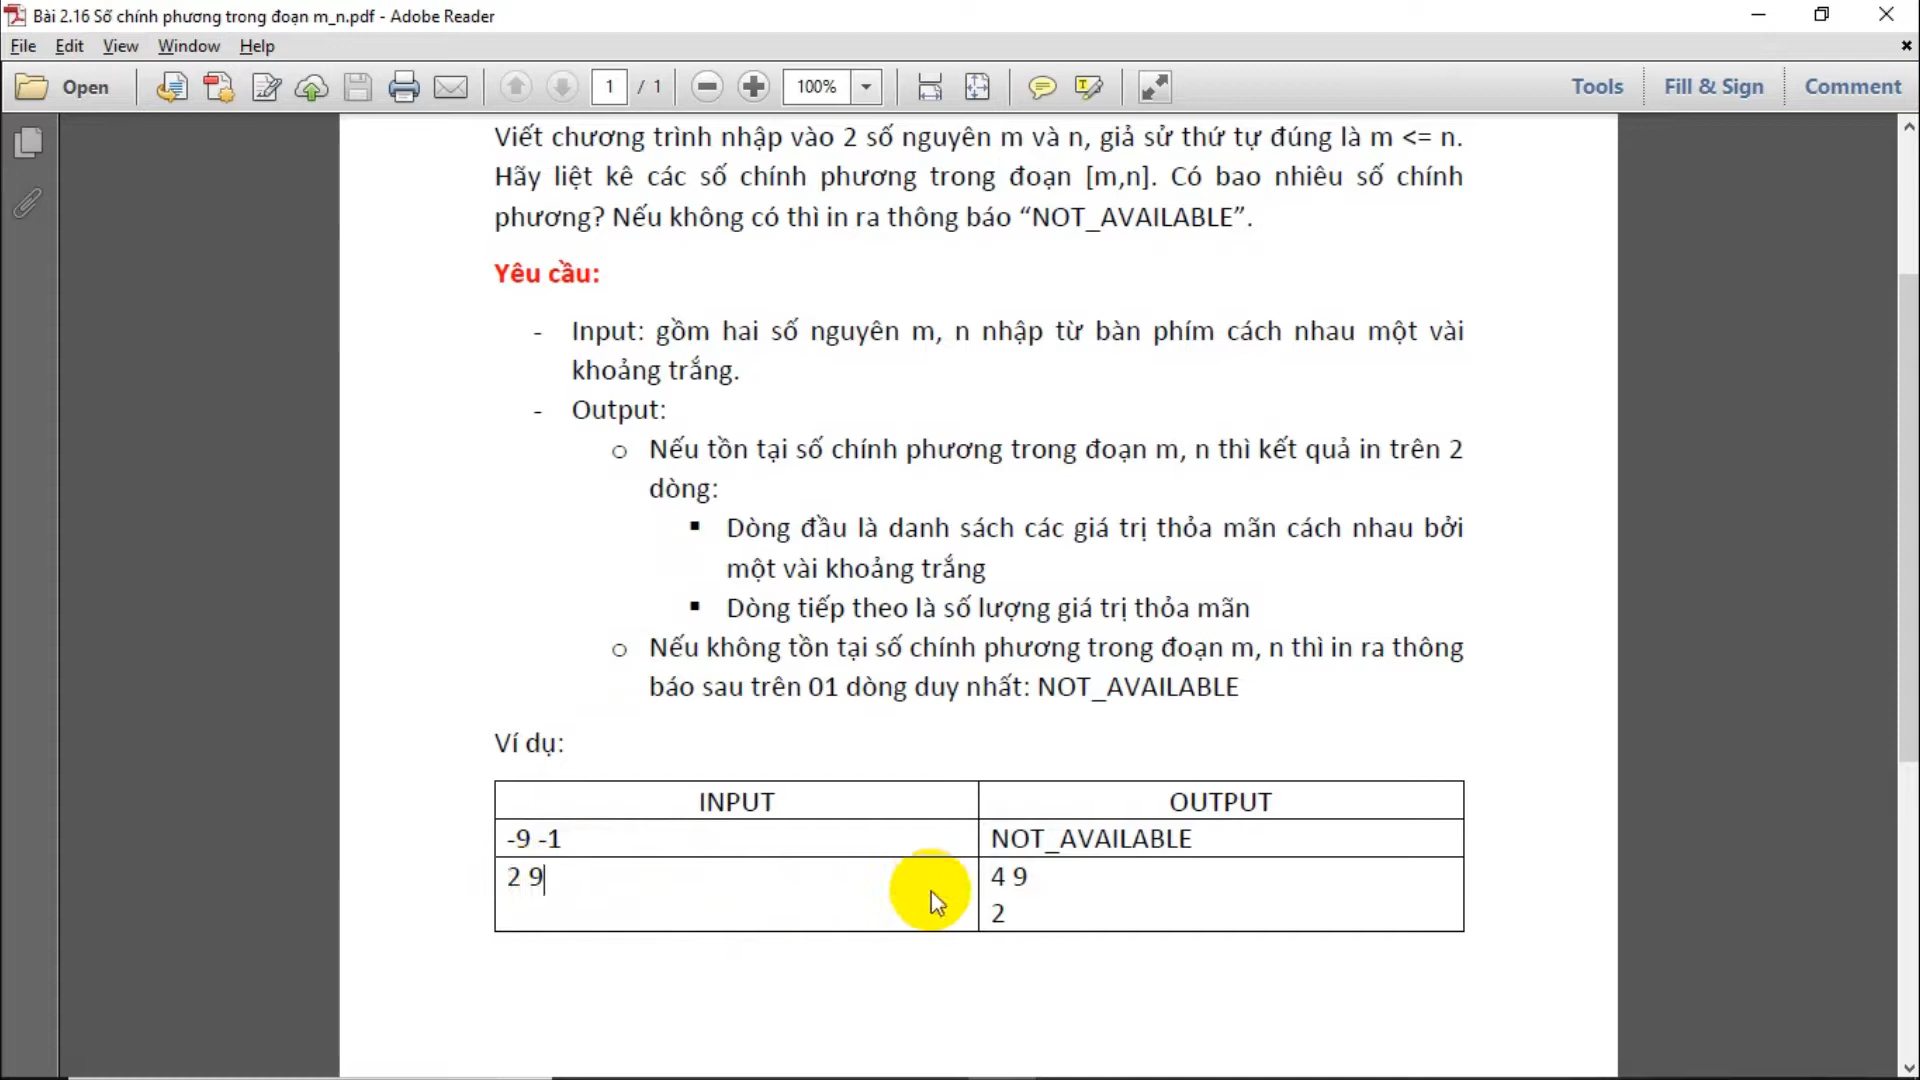 Bài 2.16 Số chính phương trong đoạn m_n.pdf - Adobe Reader
File Edit View Window Help
Open 1 / 1 100% Tools Fill & Sign Comment
Viết chương trình nhập vào 2 số nguyên m và n, giả sử thứ tự đúng là m <= n.
Hãy liệt kê các số chính phương trong đoạn [m,n]. Có bao nhiêu số chính
phương? Nếu không có thì in ra thông báo “NOT_AVAILABLE”.
Yêu cầu:
- Input: gồm hai số nguyên m, n nhập từ bàn phím cách nhau một vài
khoảng trắng.
- Output:
o Nếu tồn tại số chính phương trong đoạn m, n thì kết quả in trên 2
dòng:
▪ Dòng đầu là danh sách các giá trị thỏa mãn cách nhau bởi
một vài khoảng trắng
▪ Dòng tiếp theo là số lượng giá trị thỏa mãn
o Nếu không tồn tại số chính phương trong đoạn m, n thì in ra thông
báo sau trên 01 dòng duy nhất: NOT_AVAILABLE
Ví dụ:
INPUT OUTPUT
-9 -1 NOT_AVAILABLE
2 9 4 9
2